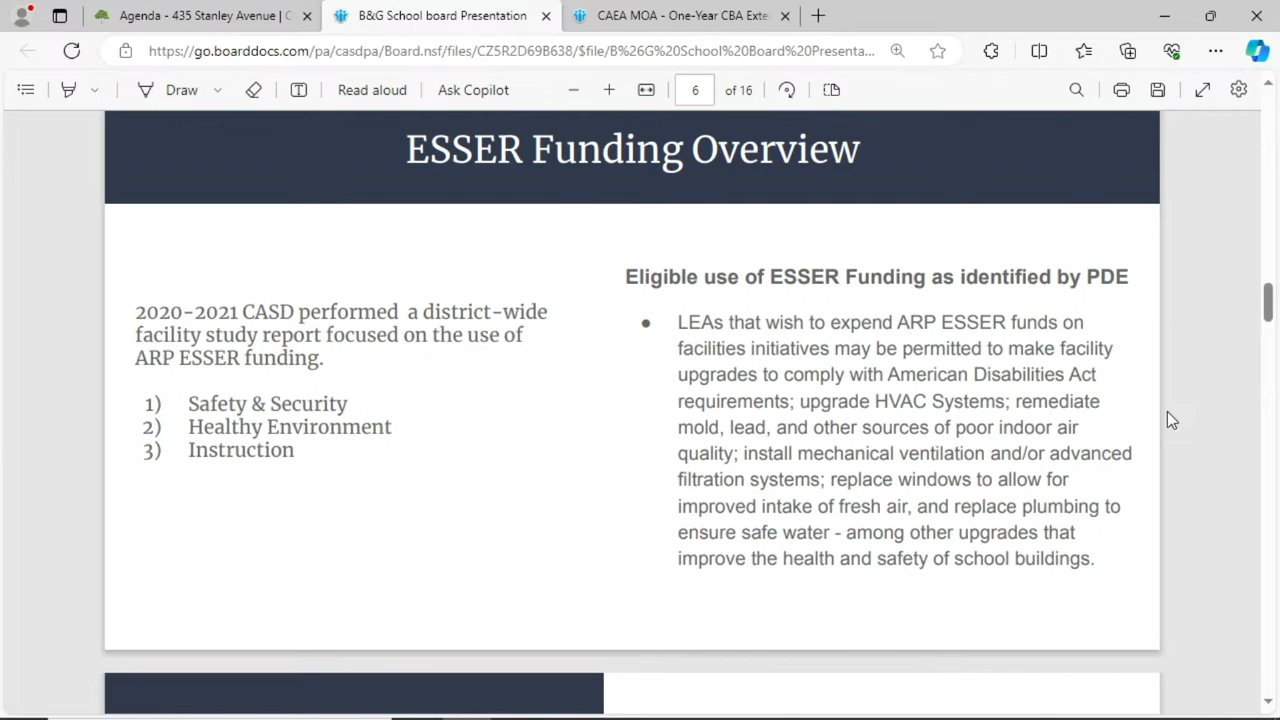 Agenda - 435 Stanley Avenue | C
B&G School board Presentation
CAEA MOA - One-Year CBA Exte
https://go.boarddocs.com/pa/casdpa/Board.nsf/files/CZ5R2D69B638/$file/B%26G%20School%20Board%20Presenta...
Draw
Read aloud
Ask Copilot
6
of 16
ESSER Funding Overview
2020-2021 CASD performed a district-wide
facility study report focused on the use of
ARP ESSER funding.
1) Safety & Security
2) Healthy Environment
3) Instruction
Eligible use of ESSER Funding as identified by PDE
● LEAs that wish to expend ARP ESSER funds on
facilities initiatives may be permitted to make facility
upgrades to comply with American Disabilities Act
requirements; upgrade HVAC Systems; remediate
mold, lead, and other sources of poor indoor air
quality; install mechanical ventilation and/or advanced
filtration systems; replace windows to allow for
improved intake of fresh air, and replace plumbing to
ensure safe water - among other upgrades that
improve the health and safety of school buildings.